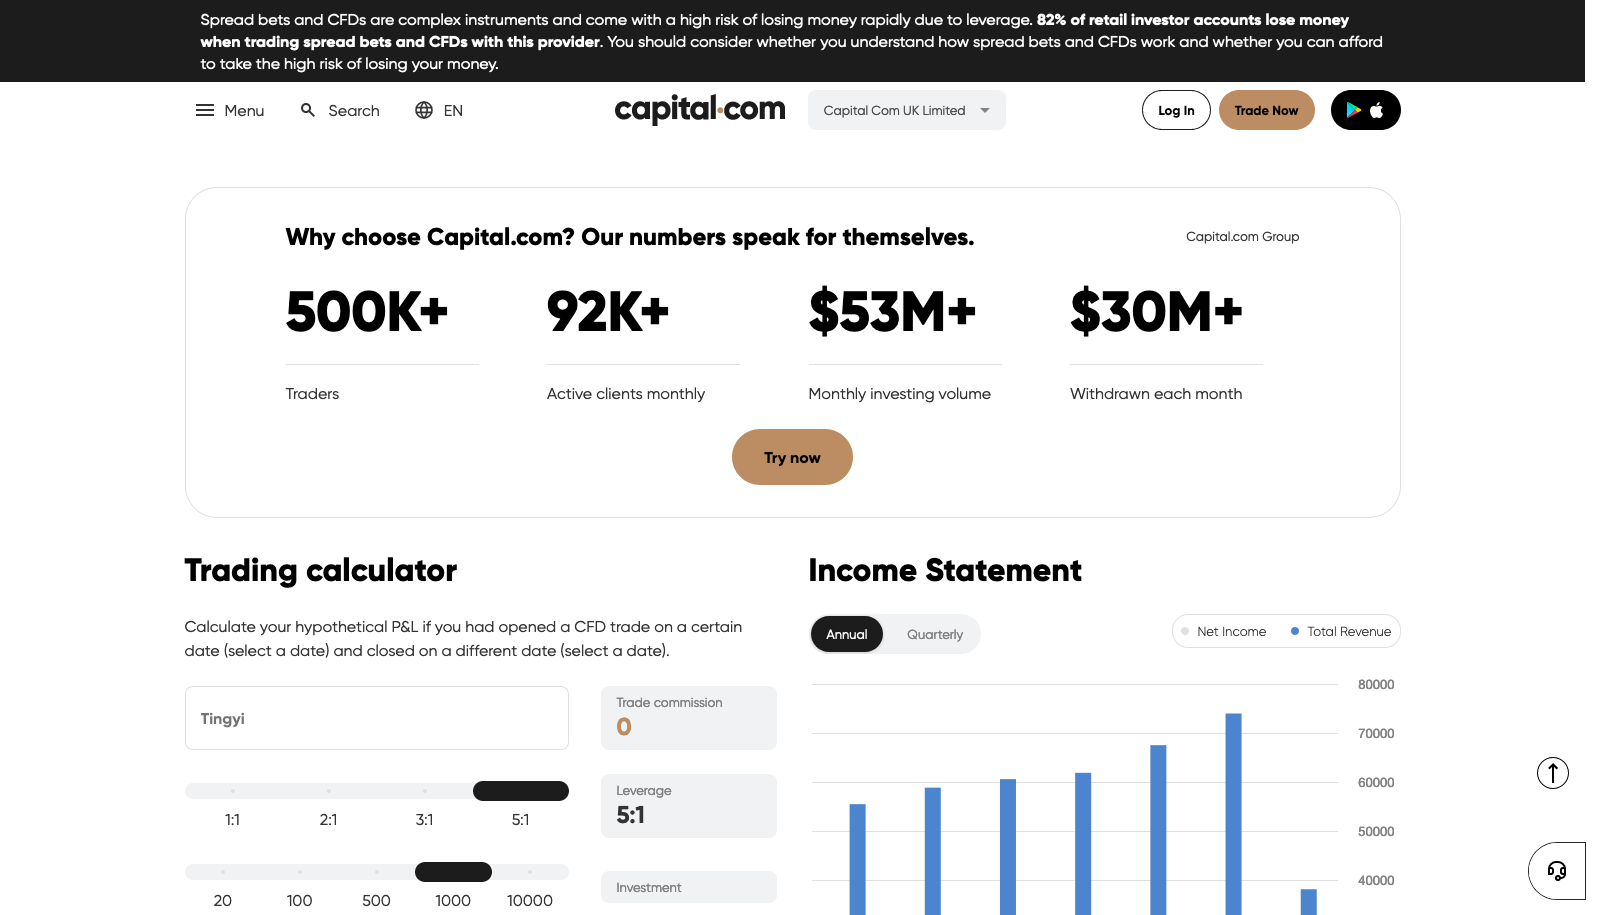 Spread bets and CFDs are complex instruments and come with a high risk of losing money rapidly due to leverage. 82% of retail investor accounts lose money
when trading spread bets and CFDs with this provider. You should consider whether you understand how spread bets and CFDs work and whether you can afford
to take the high risk of losing your money.
Menu Search EN capital.com Capital Com UK Limited Log In Trade Now
Why choose Capital.com? Our numbers speak for themselves. Capital.com Group
500K+ 92K+ $53M+ $30M+
Traders Active clients monthly Monthly investing volume Withdrawn each month
Try now
Trading calculator
Calculate your hypothetical P&L if you had opened a CFD trade on a certain
date (select a date) and closed on a different date (select a date).
Tingyi
Trade commission
0
1:1 2:1 3:1 5:1
Leverage
5:1
20 100 500 1000 10000
Investment
Income Statement
Annual Quarterly Net Income Total Revenue
80000
70000
60000
50000
40000